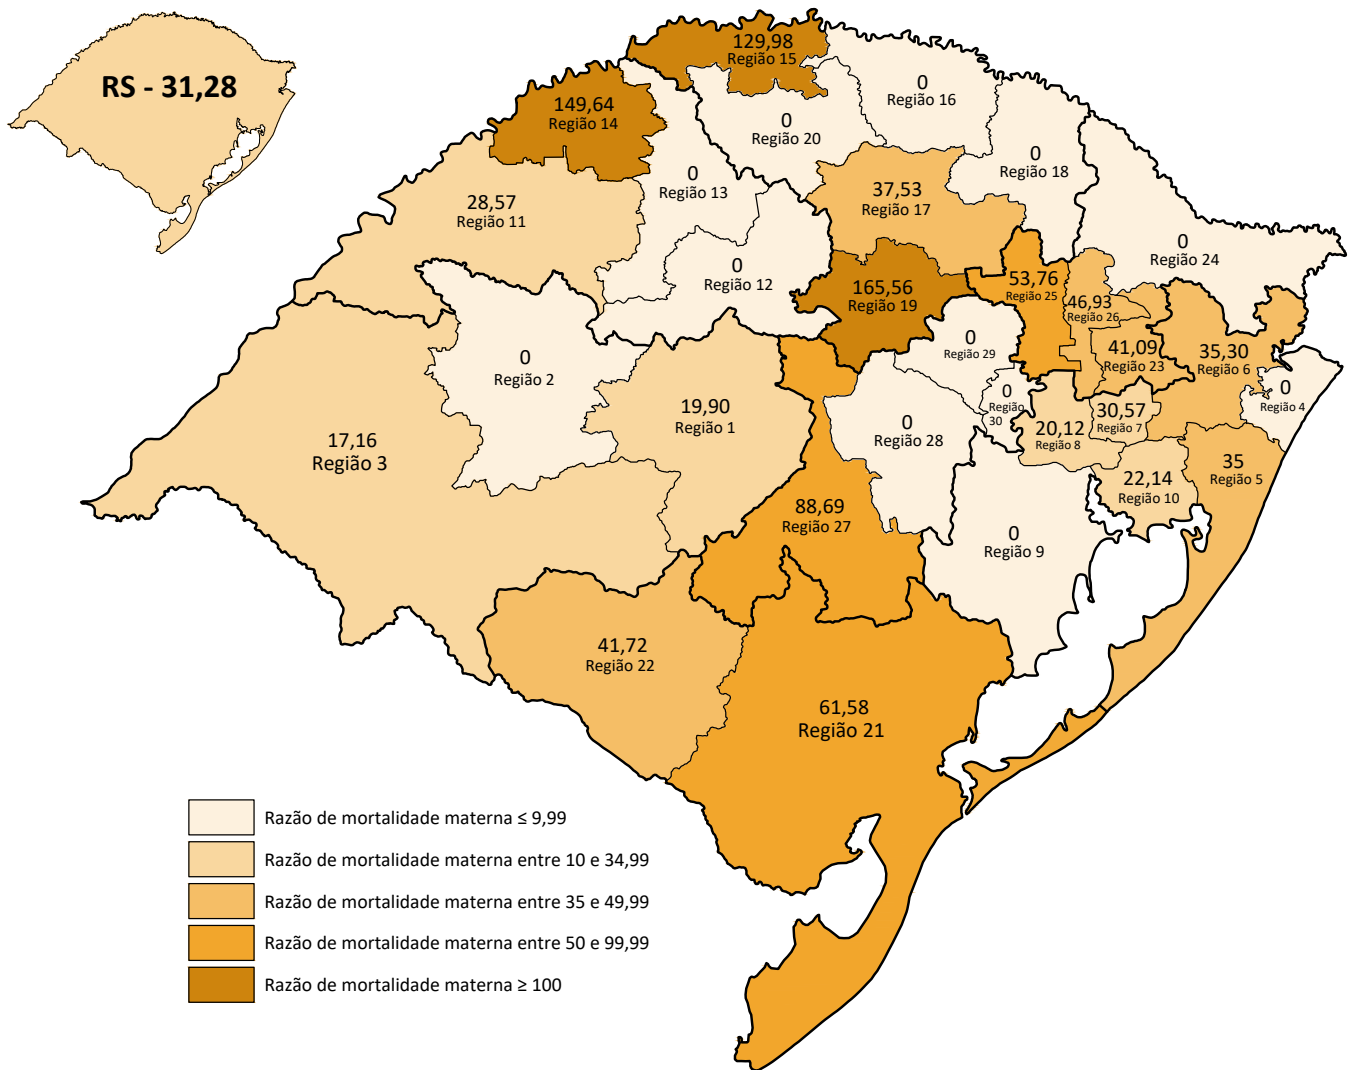 RS - 31,28
129,98
Região 15
0
Região 16
149,64
Região 14
0
Região 20
0
Região 18
0
Região 13
37,53
Região 17
28,57
Região 11
0
Região 24
0
Região 12
165,56
Região 19
53,76
Região 25
46,93
Região 26
0
Região 29
41,09
Região 23
35,30
Região 6
0
Região 2
0
Região 4
19,90
Região 1
0
Região
30
30,57
Região 7
20,12
Região 8
0
Região 28
17,16
Região 3
35
Região 5
22,14
Região 10
88,69
Região 27
0
Região 9
41,72
Região 22
61,58
Região 21
Razão de mortalidade materna ≤ 9,99
Razão de mortalidade materna entre 10 e 34,99
Razão de mortalidade materna entre 35 e 49,99
Razão de mortalidade materna entre 50 e 99,99
Razão de mortalidade materna ≥ 100